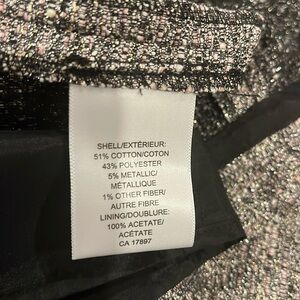 SHELL/EXTÉRIEUR:
51% COTTON/COTON
43% POLYESTER
5% METALLIC/
MÉTALLIQUE
1% OTHER FIBER/
AUTRE FIBRE
LINING/DOUBLURE:
100% ACETATE/
ACÉTATE
CA 17897